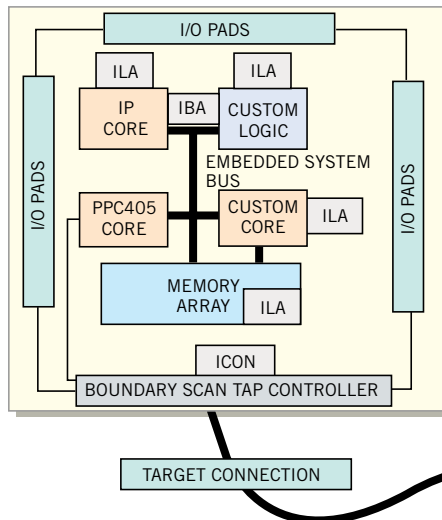 I/O PADS
ILA
ILA
IP
CORE
IBA
CUSTOM
LOGIC
I/O PADS
I/O PADS
EMBEDDED SYSTEM
BUS
PPC405
CORE
CUSTOM
CORE
ILA
MEMORY
ARRAY
ILA
ICON
BOUNDARY SCAN TAP CONTROLLER
TARGET CONNECTION